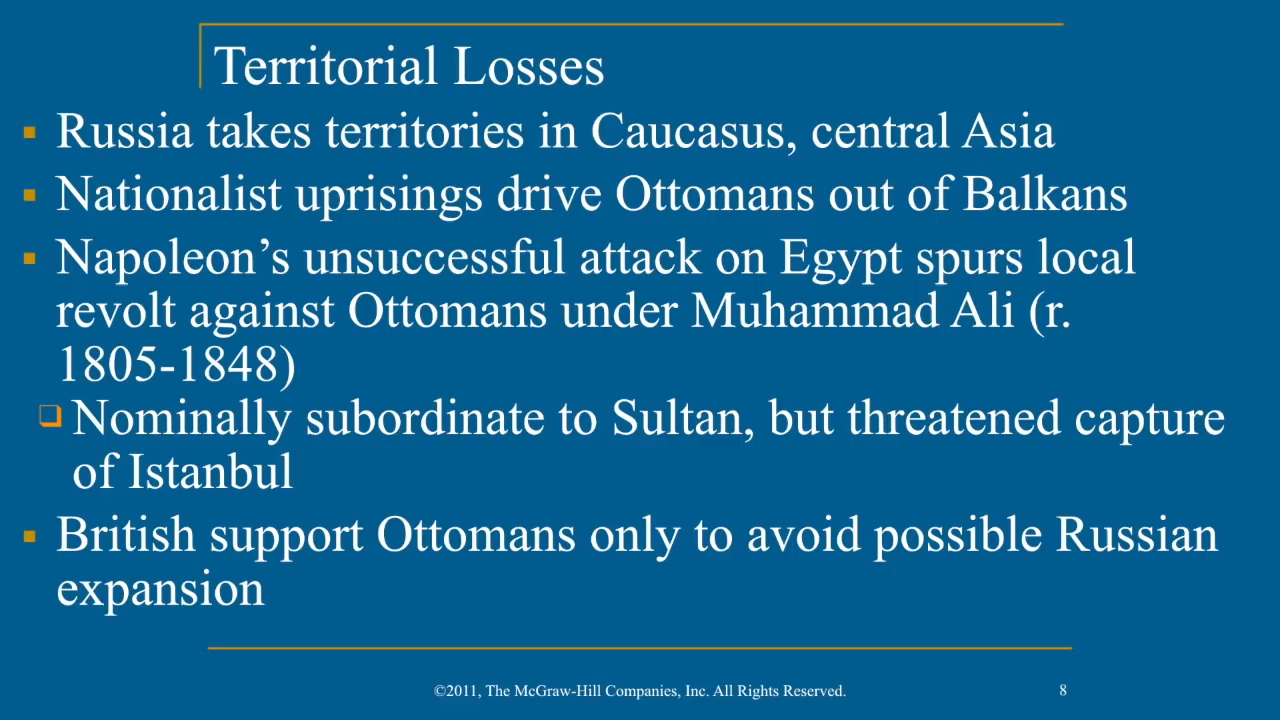 Territorial Losses
Russia takes territories in Caucasus, central Asia
Nationalist uprisings drive Ottomans out of Balkans
Napoleon’s unsuccessful attack on Egypt spurs local
revolt against Ottomans under Muhammad Ali (r.
1805-1848)
Nominally subordinate to Sultan, but threatened capture
of Istanbul
British support Ottomans only to avoid possible Russian
expansion
©2011, The McGraw-Hill Companies, Inc. All Rights Reserved.
8